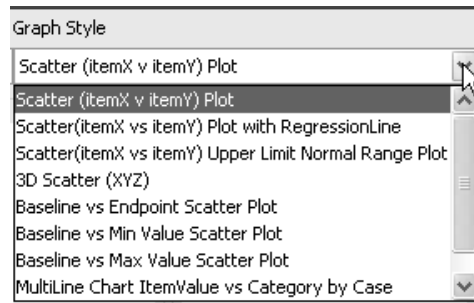 Graph Style
Scatter (itemX v itemY) Plot
Scatter (itemX v itemY) Plot
Scatter(itemX vs itemY) Plot with RegressionLine
Scatter(itemX vs itemY) Upper Limit Normal Range Plot
3D Scatter (XYZ)
Baseline vs Endpoint Scatter Plot
Baseline vs Min Value Scatter Plot
Baseline vs Max Value Scatter Plot
MultiLine Chart ItemValue vs Category by Case